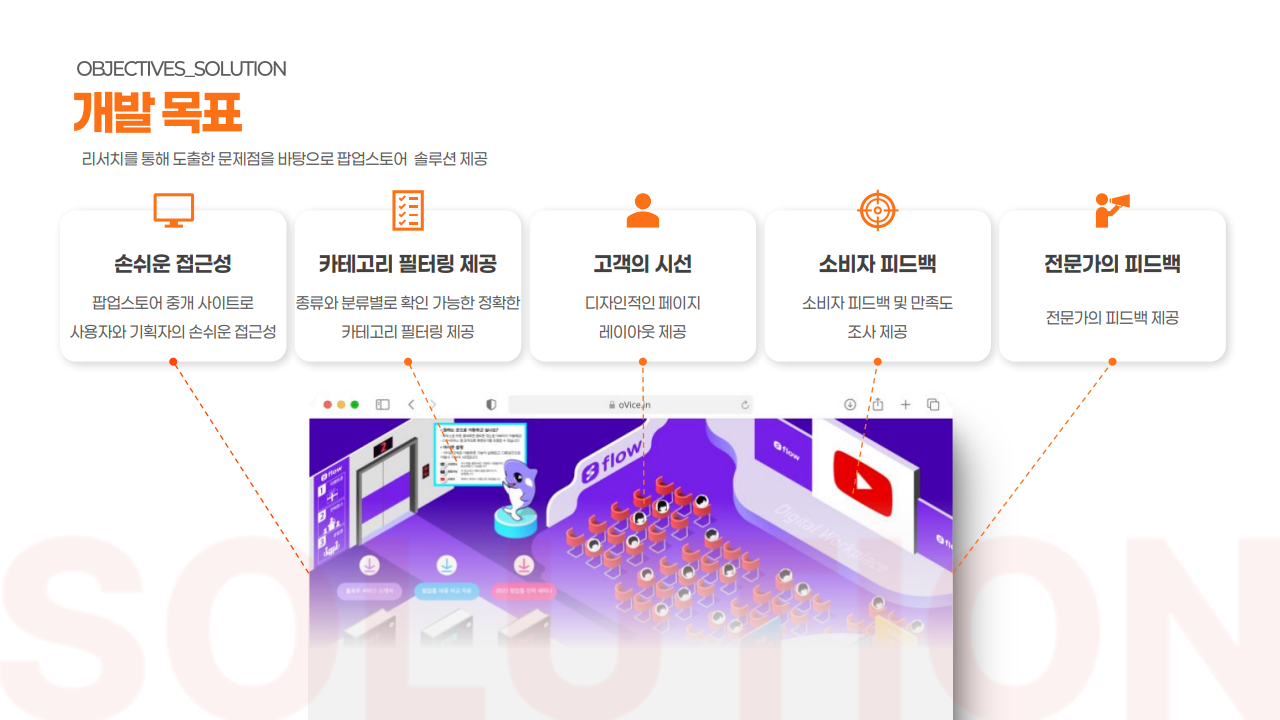 OBJECTIVES_SOLUTION
개발 목표
리서치를 통해 도출한 문제점을 바탕으로 팝업스토어 솔루션 제공
손쉬운 접근성
팝업스토어 중개 사이트로
사용자와 기획자의 손쉬운 접근성
카테고리 필터링 제공
종류와 분류별로 확인 가능한 정확한
카테고리 필터링 제공
고객의 시선
디자인적인 페이지
레이아웃 제공
소비자 피드백
소비자 피드백 및 만족도
조사 제공
전문가의 피드백
전문가의 피드백 제공
oVice.in
flow
flow
flow
flow
2
1
2
3
Digital Workplace
SOLUTION